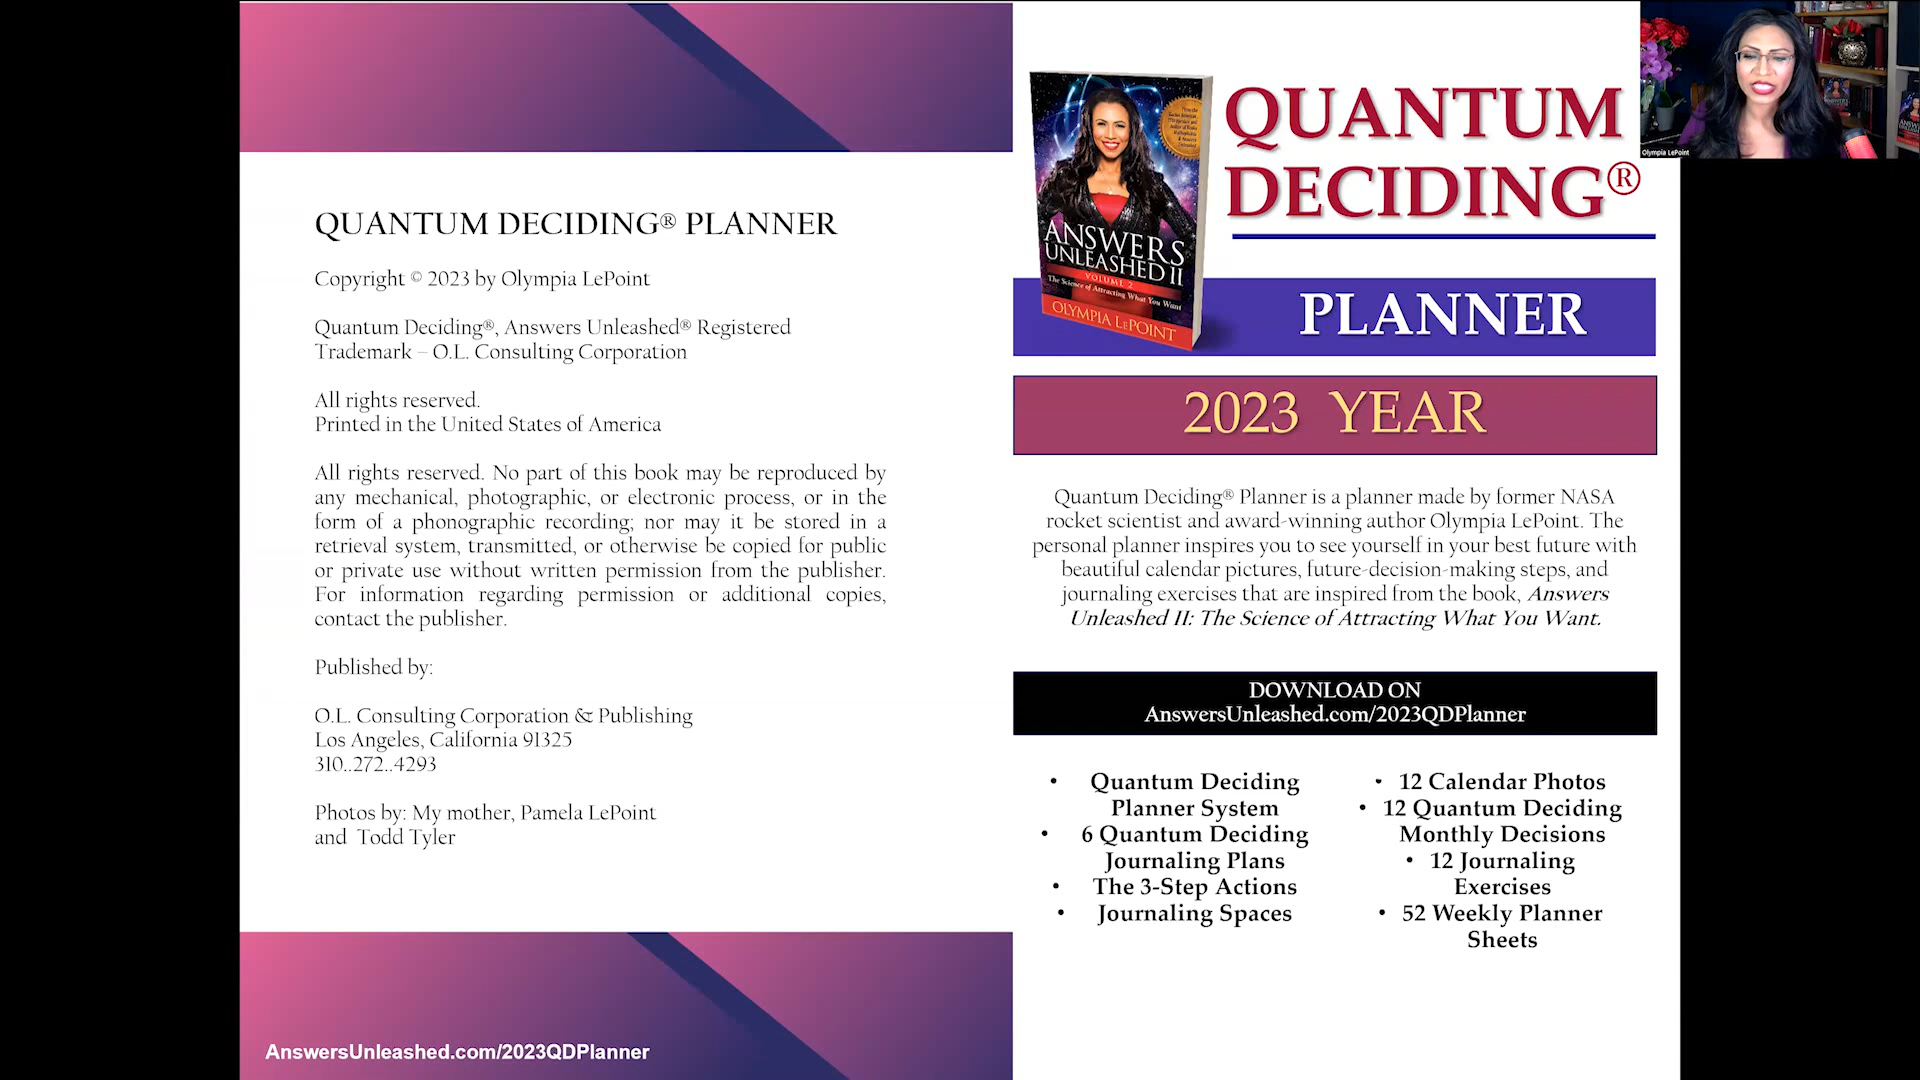 QUANTUM DECIDING® PLANNER
Copyright © 2023 by Olympia LePoint
Quantum Deciding®, Answers Unleashed® Registered
Trademark – O.L. Consulting Corporation
All rights reserved.
Printed in the United States of America
All rights reserved. No part of this book may be reproduced by
any mechanical, photographic, or electronic process, or in the
form of a phonographic recording; nor may it be stored in a
retrieval system, transmitted, or otherwise be copied for public
or private use without written permission from the publisher.
For information regarding permission or additional copies,
contact the publisher.
Published by:
O.L. Consulting Corporation & Publishing
Los Angeles, California 91325
310..272..4293
Photos by: My mother, Pamela LePoint
and Todd Tyler
AnswersUnleashed.com/2023QDPlanner
ANSWERS
UNLEASHED II
VOLUME 2
The Science of Attracting What You Want
OLYMPIA LEPOINT
QUANTUM
DECIDING®
PLANNER
2023 YEAR
Quantum Deciding® Planner is a planner made by former NASA
rocket scientist and award-winning author Olympia LePoint. The
personal planner inspires you to see yourself in your best future with
beautiful calendar pictures, future-decision-making steps, and
journaling exercises that are inspired from the book, Answers
Unleashed II: The Science of Attracting What You Want.
DOWNLOAD ON
AnswersUnleashed.com/2023QDPlanner
• Quantum Deciding
Planner System
• 6 Quantum Deciding
Journaling Plans
• The 3-Step Actions
• Journaling Spaces
• 12 Calendar Photos
• 12 Quantum Deciding
Monthly Decisions
• 12 Journaling
Exercises
• 52 Weekly Planner
Sheets
Olympia LePoint